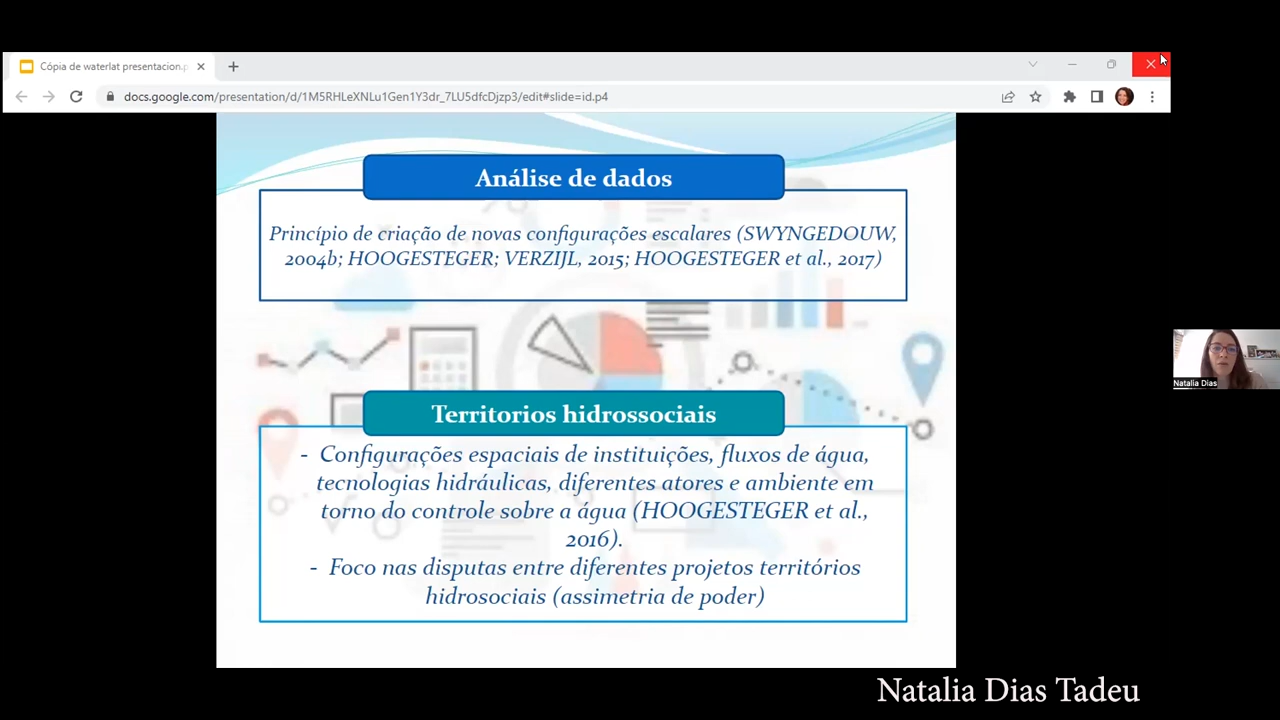 Cópia de waterlat presentacion.p
docs.google.com/presentation/d/1M5RHLeXNLu1Gen1Y3dr_7LU5dfcDjzp3/edit#slide=id.p4
Análise de dados
Princípio de criação de novas configurações escalares (SWYNGEDOUW,
2004b; HOOGESTEGER; VERZIJL, 2015; HOOGESTEGER et al., 2017)
Territorios hidrossociais
- Configurações espaciais de instituições, fluxos de água,
tecnologias hidráulicas, diferentes atores e ambiente em
torno do controle sobre a água (HOOGESTEGER et al.,
2016).
- Foco nas disputas entre diferentes projetos territórios
hidrosociais (assimetria de poder)
Natalia Dias
Natalia Dias Tadeu